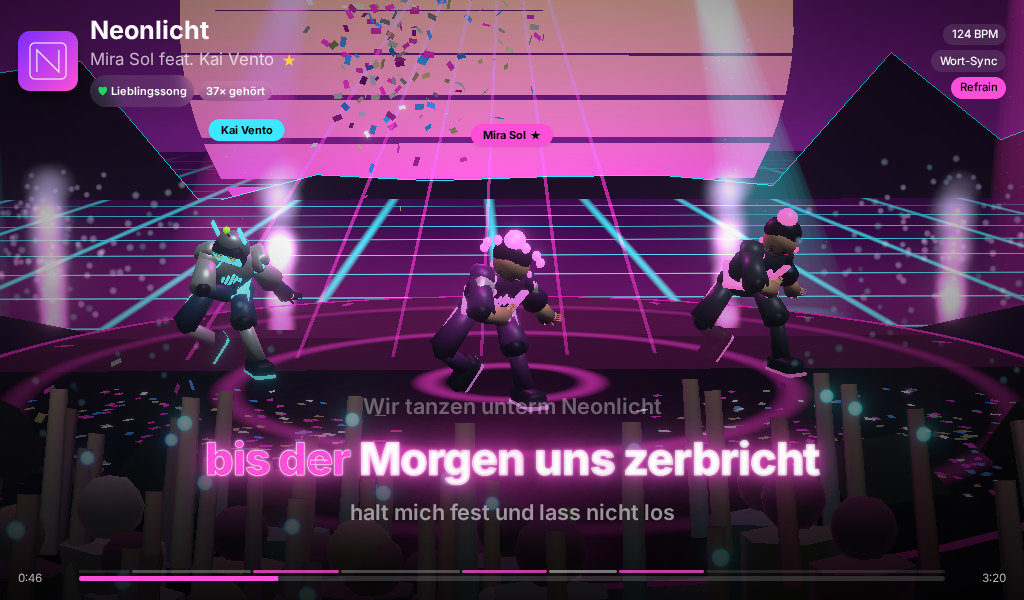 Neonlicht
Mira Sol feat. Kai Vento ★
Lieblingssong
37× gehört
124 BPM
Wort-Sync
Refrain
Kai Vento
Mira Sol ★
Wir tanzen unterm Neonlicht
bis der Morgen uns zerbricht
halt mich fest und lass nicht los
0:46
3:20